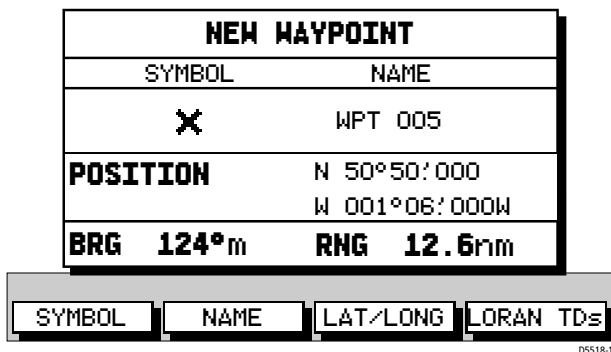 NEW WAYPOINT
SYMBOL NAME
WPT 005
POSITION N 50°50!000
W 001°06!000W
BRG 124°m RNG 12.6nm
SYMBOL NAME LAT/LONG LORAN TDs
D5518-1